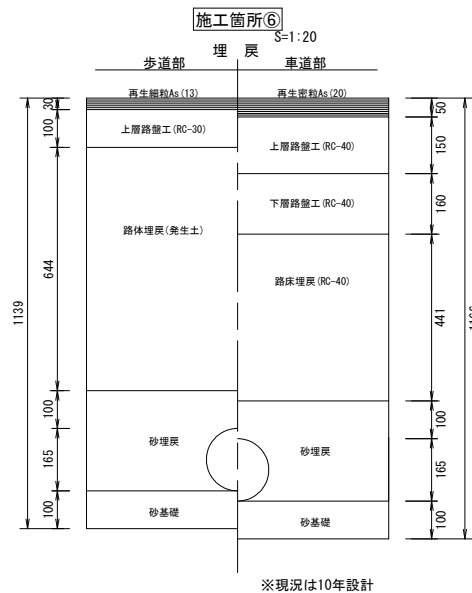 施工箇所⑥
S=1:20
埋 戻
歩道部
車道部
再生細粒As(13)
再生密粒As(20)
上層路盤工(RC-30)
上層路盤工(RC-40)
下層路盤工(RC-40)
路体埋戻(発生土)
路床埋戻(RC-40)
砂埋戻
砂埋戻
砂基礎
砂基礎
30
100
644
100
165
100
1139
50
150
160
441
100
165
100
※現況は10年設計